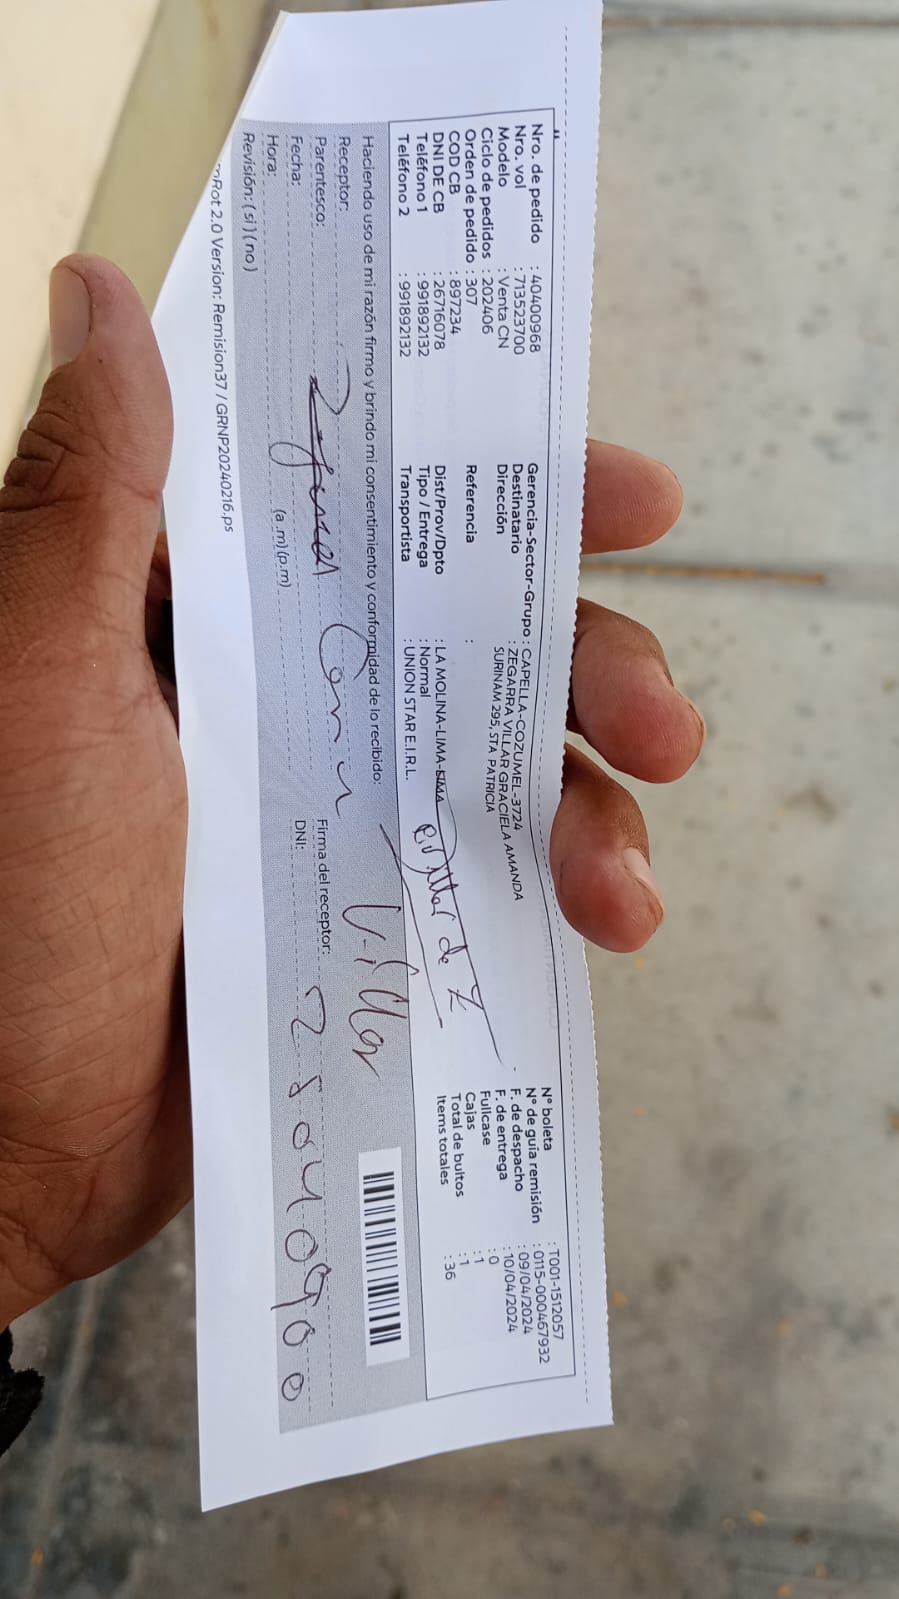 Nro. de pedido : 40400968
Nro. vol : 713523700
Modelo : Venta CN
Ciclo de pedidos : 202406
Orden de pedido : 307
COD CB : 897234
DNI DE CB : 26716078
Teléfono 1 : 991892132
Teléfono 2 : 991892132
Gerencia-Sector-Grupo : CAPELLA-COZUMEL-3724
Destinatario : ZEGARRA VILLAR GRACIELA AMANDA
Dirección SURINAM 295, STA PATRICIA
Referencia :
Dist/Prov/Dpto : LA MOLINA-LIMA-LIMA
Tipo / Entrega : Normal
Transportista : UNION STAR E.I.R.L.
N° boleta : T001-1512057
N° de guia remisión : 0115-000467932
F. de despacho : 09/04/2024
F. de entrega : 10/04/2024
Fullcase : 0
Cajas : 1
Total de bultos : 1
Items totales : 36
Villar de Z
Haciendo uso de mi razón firmo y brindo mi consentimiento y conformidad de lo recibido:
Receptor: Villar
Parentesco:
Firma del receptor:
Fecha:
DNI:
Hora: (a.m)(p.m)
Revisión: (si) (no)
Rot 2.0 Version: Remision37 / GRNP20240216.ps